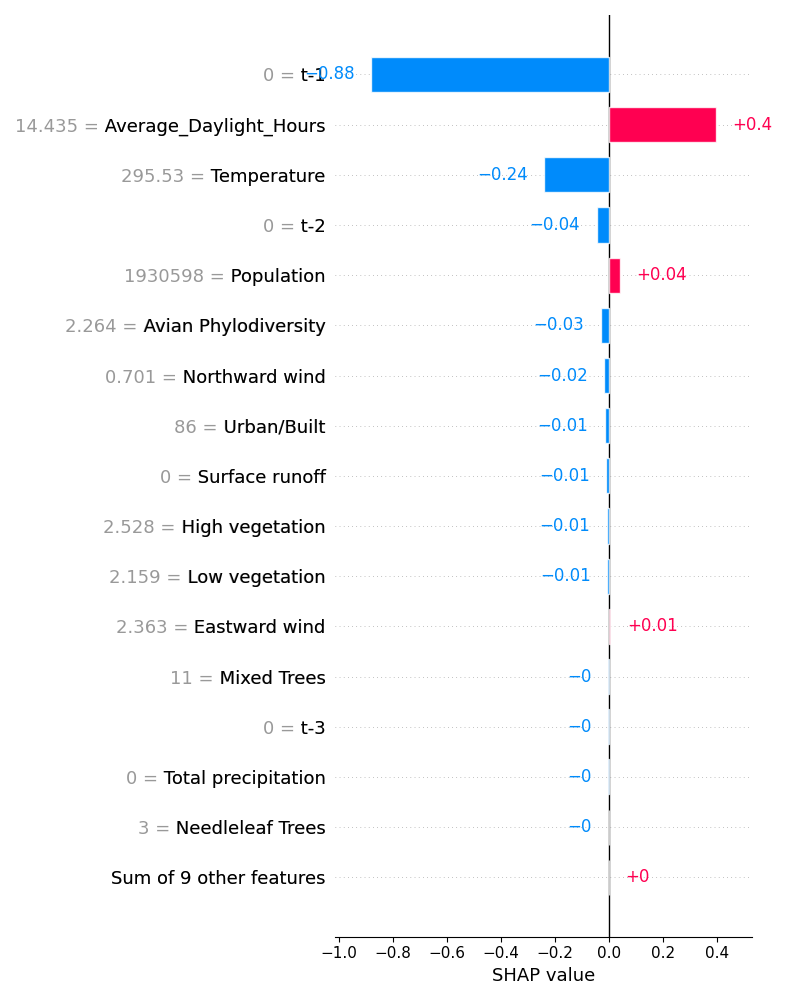 0 = t-1 −0.88
14.435 = Average_Daylight_Hours +0.4
295.53 = Temperature −0.24
0 = t-2 −0.04
1930598 = Population +0.04
2.264 = Avian Phylodiversity −0.03
0.701 = Northward wind −0.02
86 = Urban/Built −0.01
0 = Surface runoff −0.01
2.528 = High vegetation −0.01
2.159 = Low vegetation −0.01
2.363 = Eastward wind +0.01
11 = Mixed Trees −0
0 = t-3 −0
0 = Total precipitation −0
3 = Needleleaf Trees −0
Sum of 9 other features +0
−1.0 −0.8 −0.6 −0.4 −0.2 0.0 0.2 0.4
SHAP value